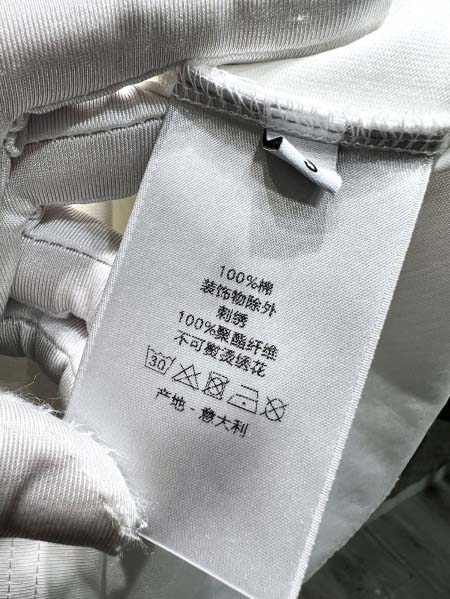 100%棉
装饰物除外
刺绣
100%聚酯纤维
不可熨烫绣花
30
产地 - 意大利